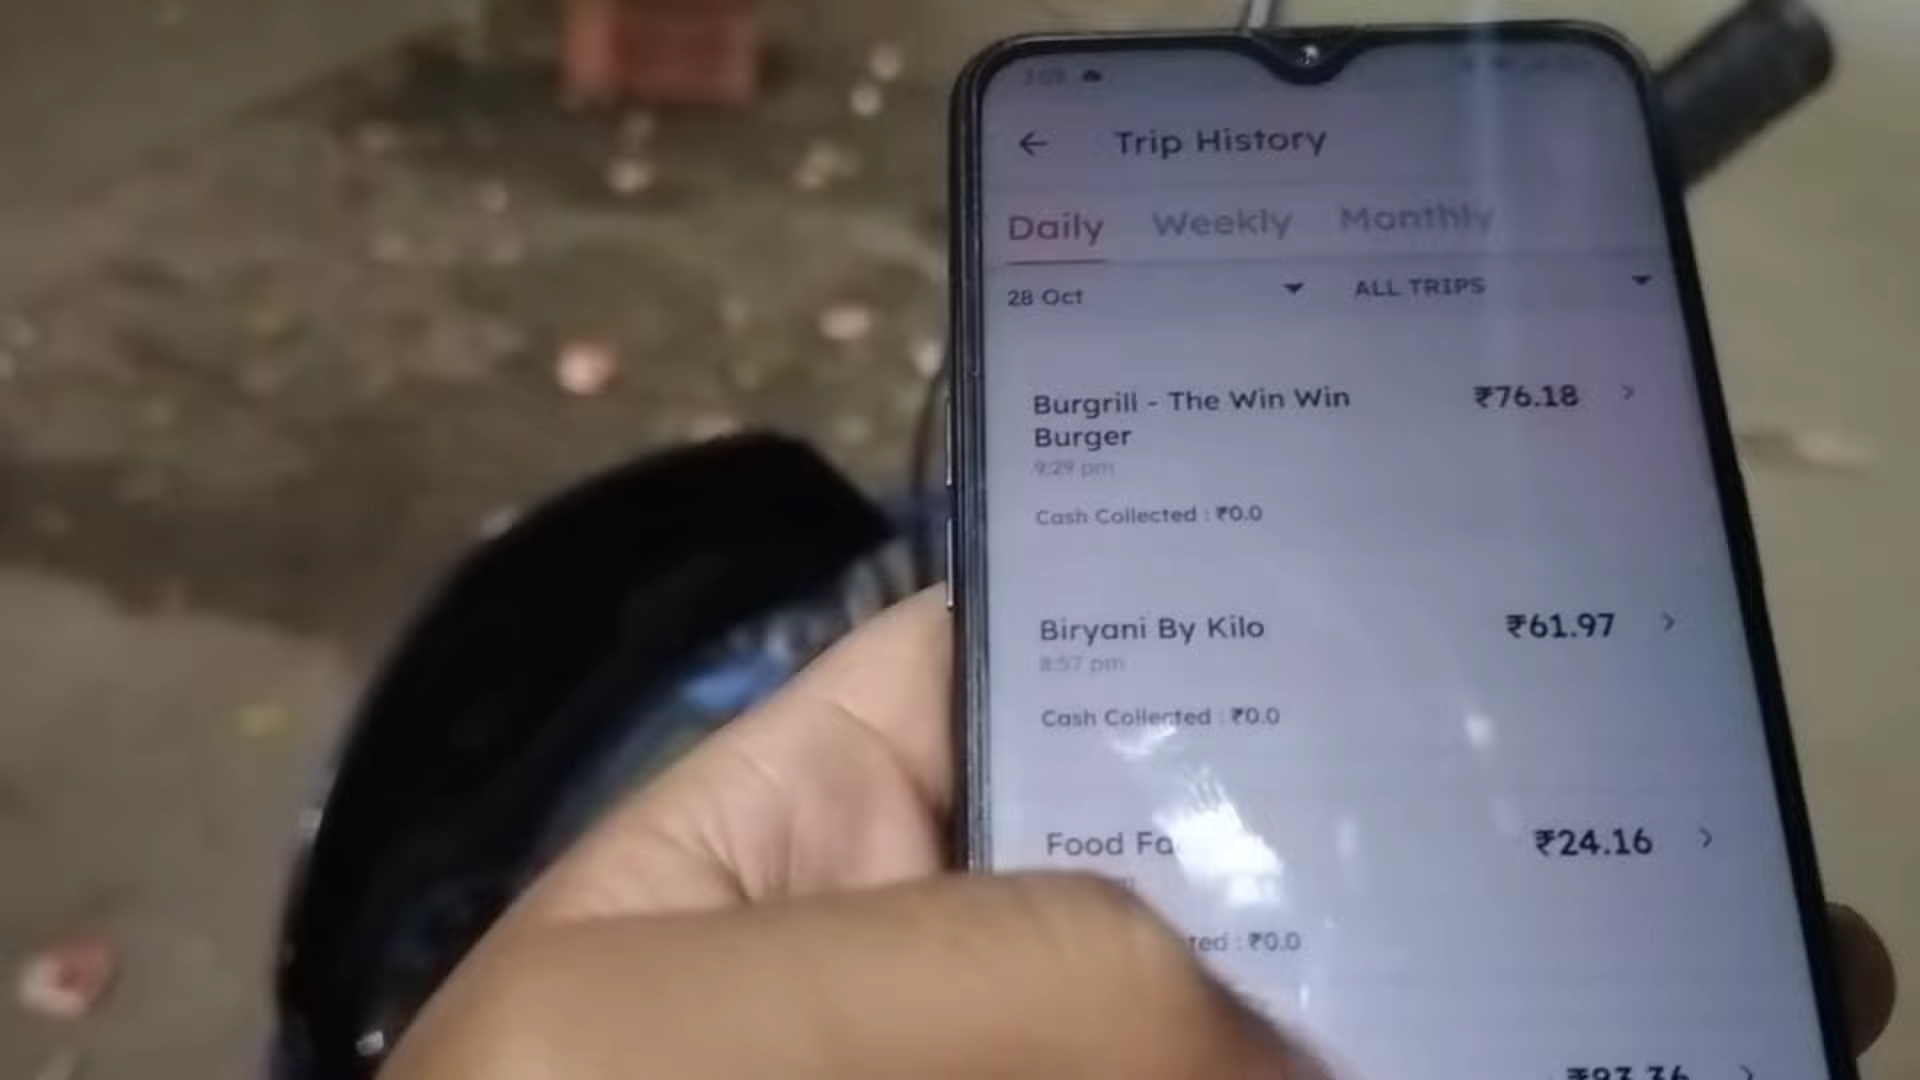 Trip History
Daily Weekly Monthly
28 Oct ALL TRIPS
Burgrill - The Win Win ₹76.18
Burger
9:29 pm
Cash Collected : ₹0.0
Biryani By Kilo ₹61.97
8:57 pm
Cash Collected : ₹0.0
Food ₹24.16
₹0.0